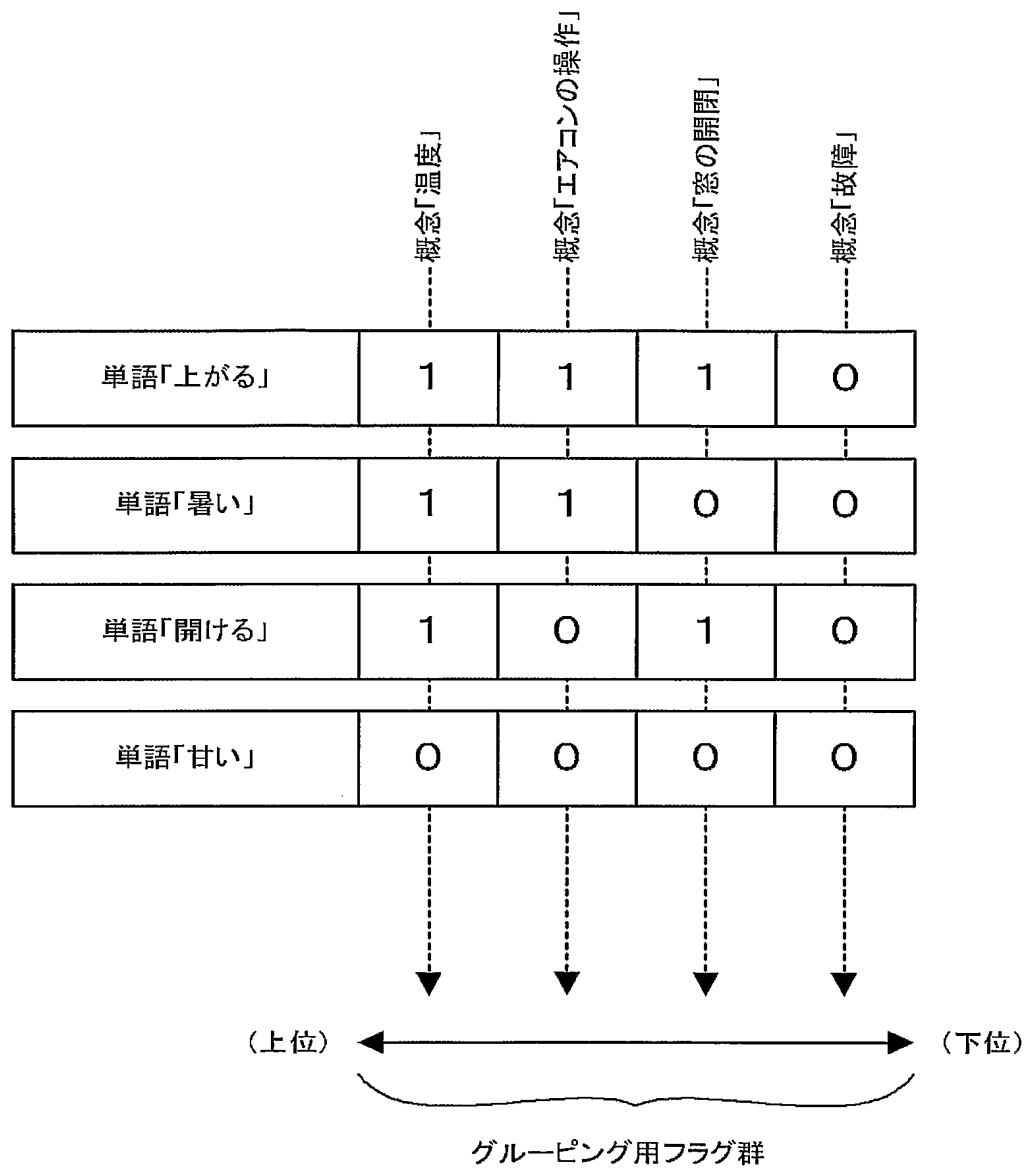 概念「温度」
概念「エアコンの操作」
概念「窓の開閉」
概念「故障」
単語「上がる」 1 1 1 0
単語「暑い」 1 1 0 0
単語「開ける」 1 0 1 0
単語「甘い」 0 0 0 0
(上位) (下位)
グルーピング用フラグ群